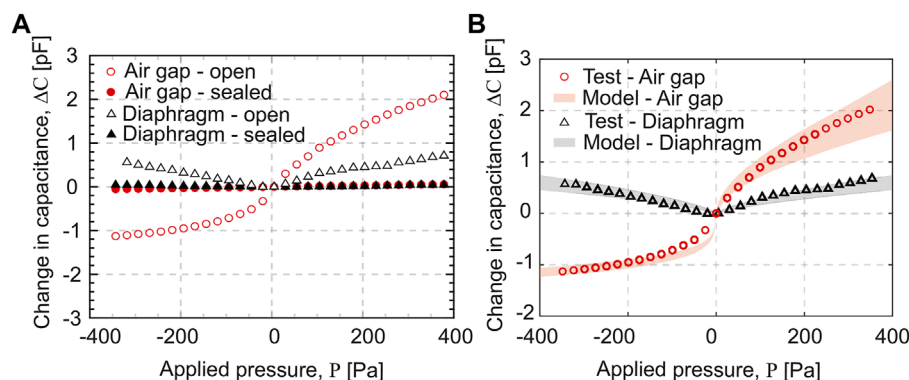 A
Change in capacitance, ΔC [pF]
3
2
1
0
-1
-2
-3
Air gap - open
Air gap - sealed
Diaphragm - open
Diaphragm - sealed
-400
-200
0
200
400
Applied pressure, P [Pa]
B
Change in capacitance, ΔC [pF]
3
2
1
0
-1
-2
Test - Air gap
Model - Air gap
Test - Diaphragm
Model - Diaphragm
-400
-200
0
200
400
Applied pressure, P [Pa]